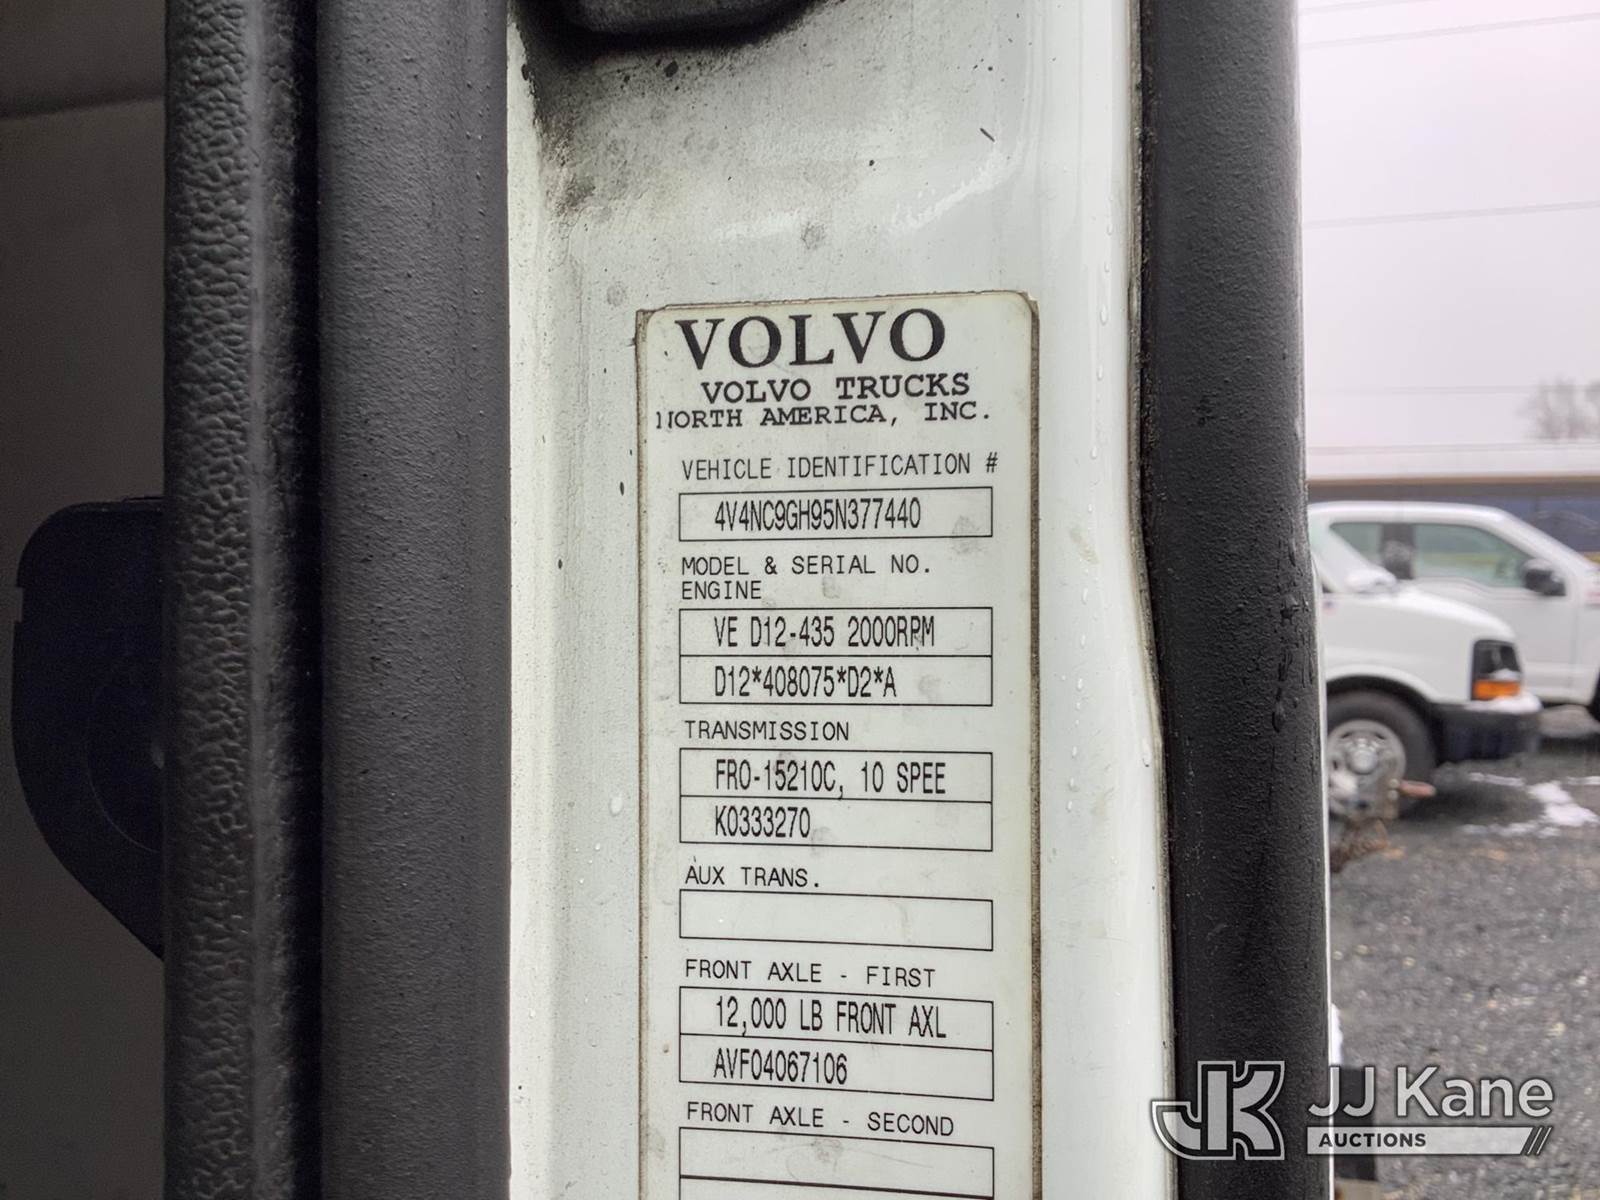 VOLVO
VOLVO TRUCKS
NORTH AMERICA, INC.
VEHICLE IDENTIFICATION #
4V4NC9GH95N377440
MODEL & SERIAL NO.
ENGINE
VE D12-435 2000RPM
D12*408075*D2*A
TRANSMISSION
FRO-15210C, 10 SPEE
K0333270
AUX TRANS.
FRONT AXLE - FIRST
12,000 LB FRONT AXL
AVF04067106
FRONT AXLE - SECOND
JK JJ Kane
AUCTIONS